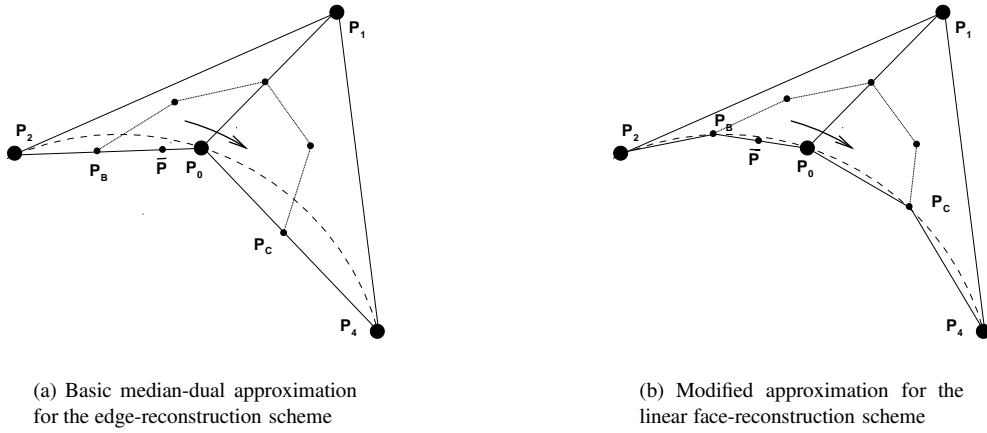 P1
P2
PB
P̅
P0
PC
P4
P1
P2
PB
P̅
P0
PC
P4
(a) Basic median-dual approximation
for the edge-reconstruction scheme
(b) Modified approximation for the
linear face-reconstruction scheme